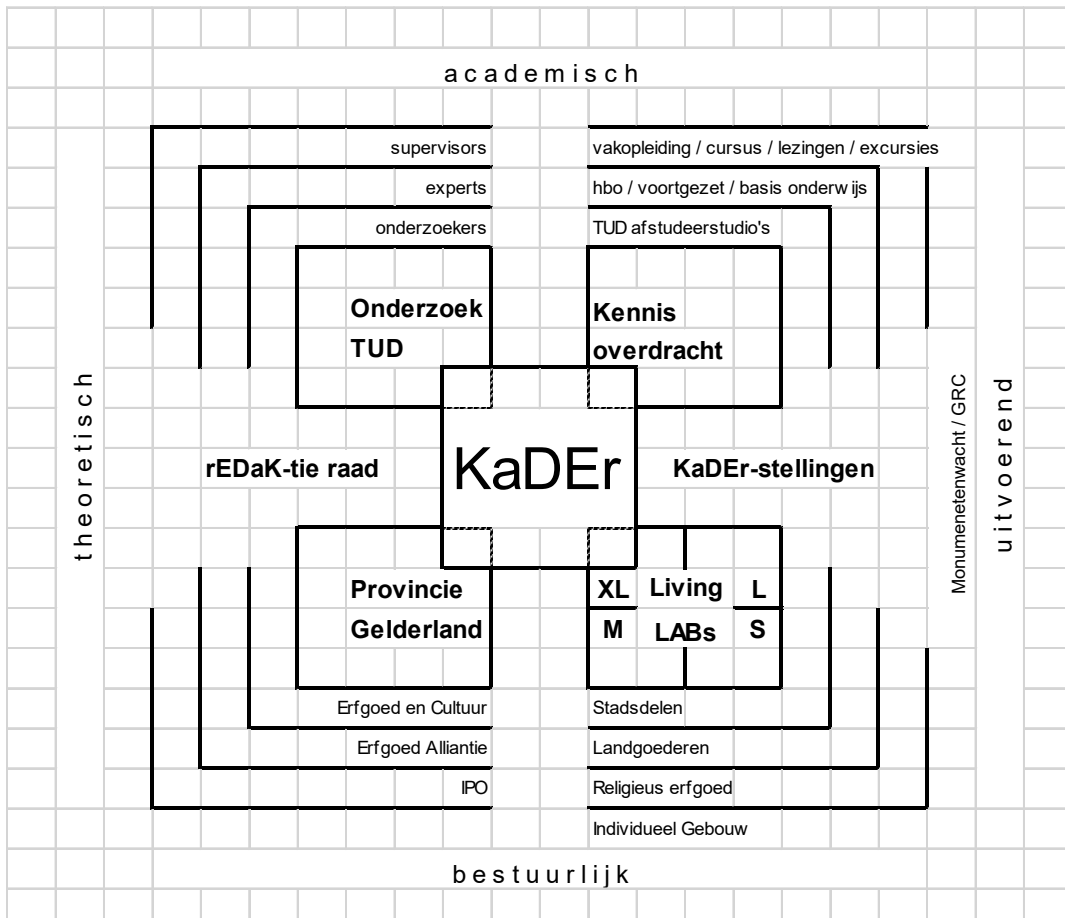 academisch
supervisors
vakopleiding / cursus / lezingen / excursies
experts
hbo / voortgezet / basis onderwijs
onderzoekers
TUD afstudeerstudio's
Onderzoek
TUD
Kennis
overdracht
theoretisch
rEDaK-tie raad
KaDEr
KaDEr-stellingen
Monumenetenwacht / GRC
uitvoerend
Provincie
Gelderland
XL Living L
M LABs S
Erfgoed en Cultuur
Stadsdelen
Erfgoed Alliantie
Landgoederen
IPO
Religieus erfgoed
Individueel Gebouw
bestuurlijk